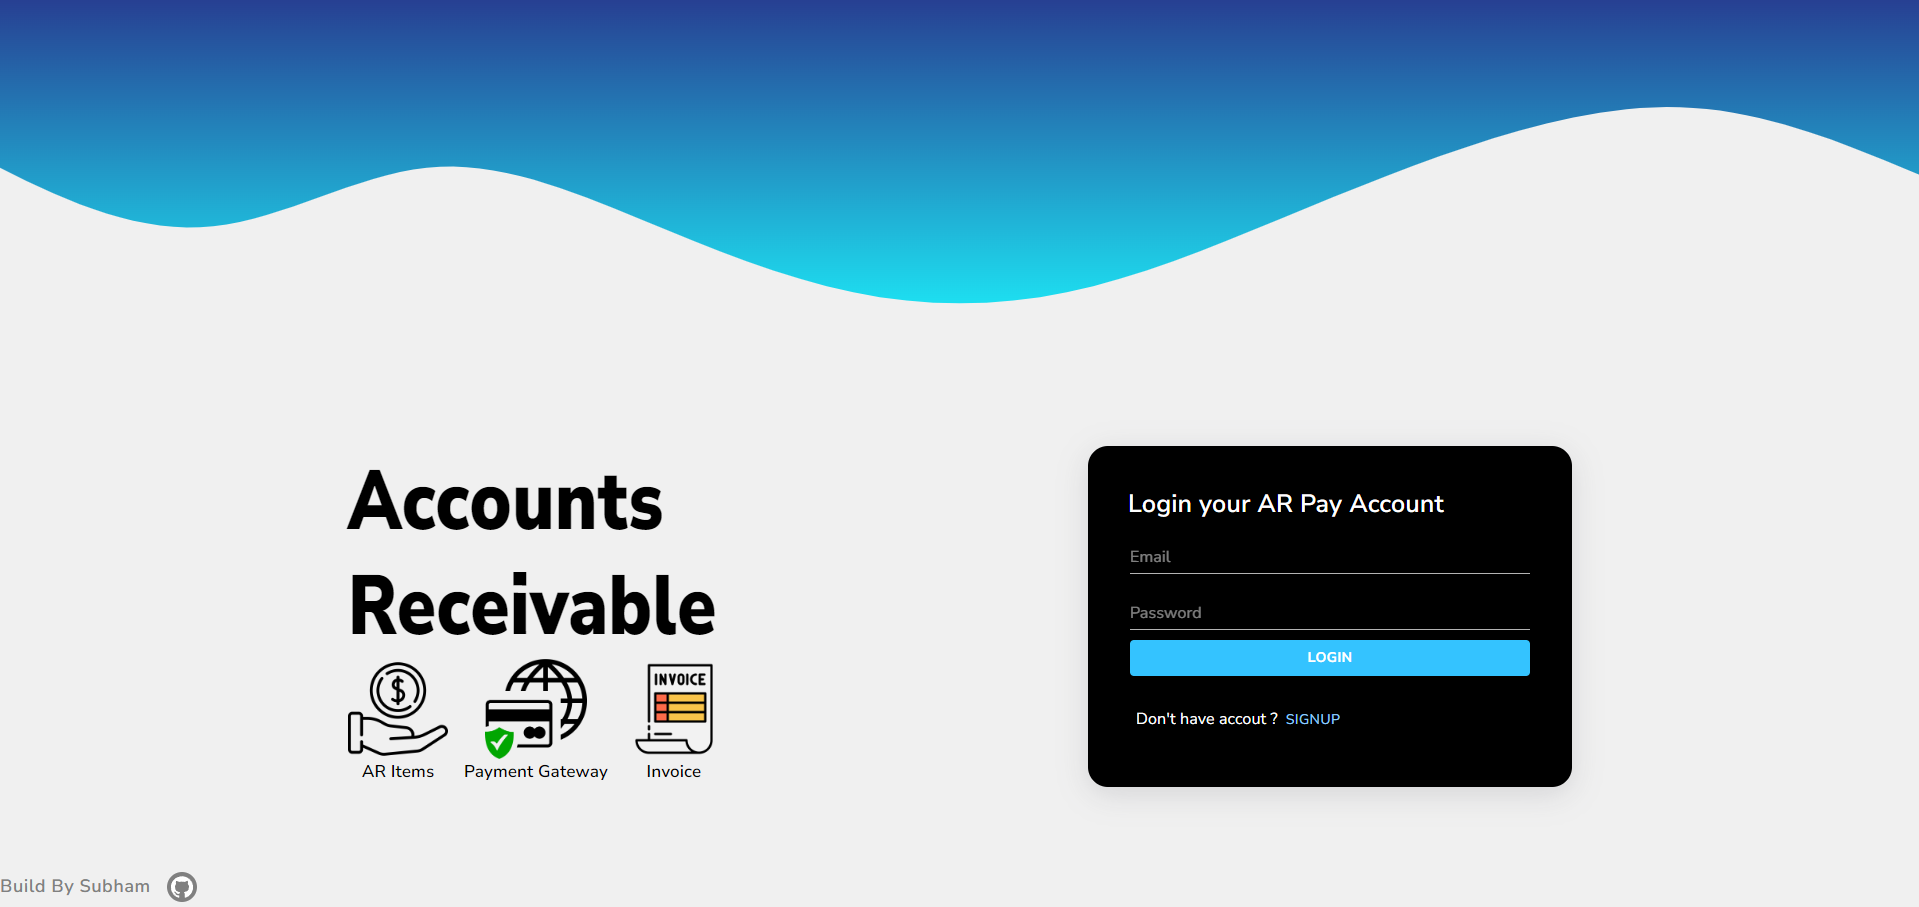 Accounts
Receivable
INVOICE
AR Items
Payment Gateway
Invoice
Login your AR Pay Account
Email
Password
LOGIN
Don't have accout ? SIGNUP
Build By Subham